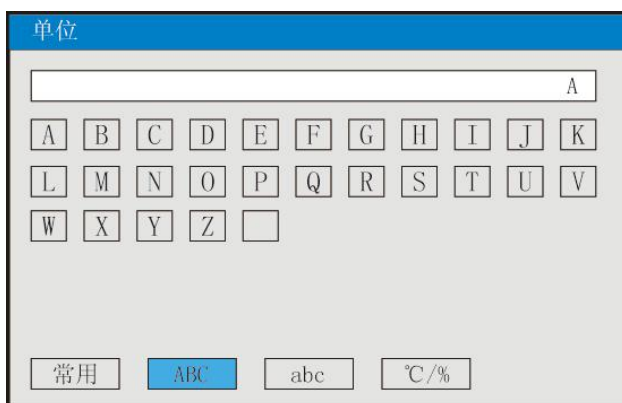 单位
A
A B C D E F G H I J K
L M N O P Q R S T U V
W X Y Z
常用 ABC abc ℃/%